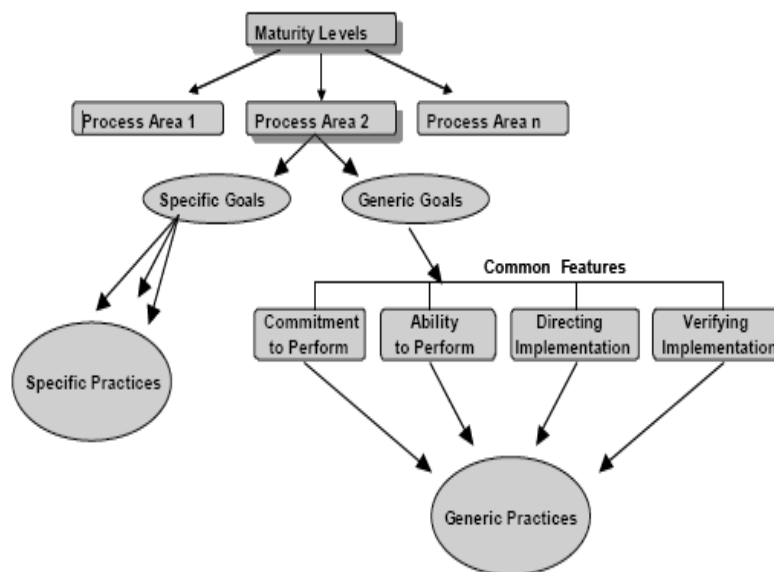 Maturity Levels
Process Area 1
Process Area 2
Process Area n
Specific Goals
Generic Goals
Common Features
Commitment
to Perform
Ability
to Perform
Directing
Implementation
Verifying
Implementation
Specific Practices
Generic Practices